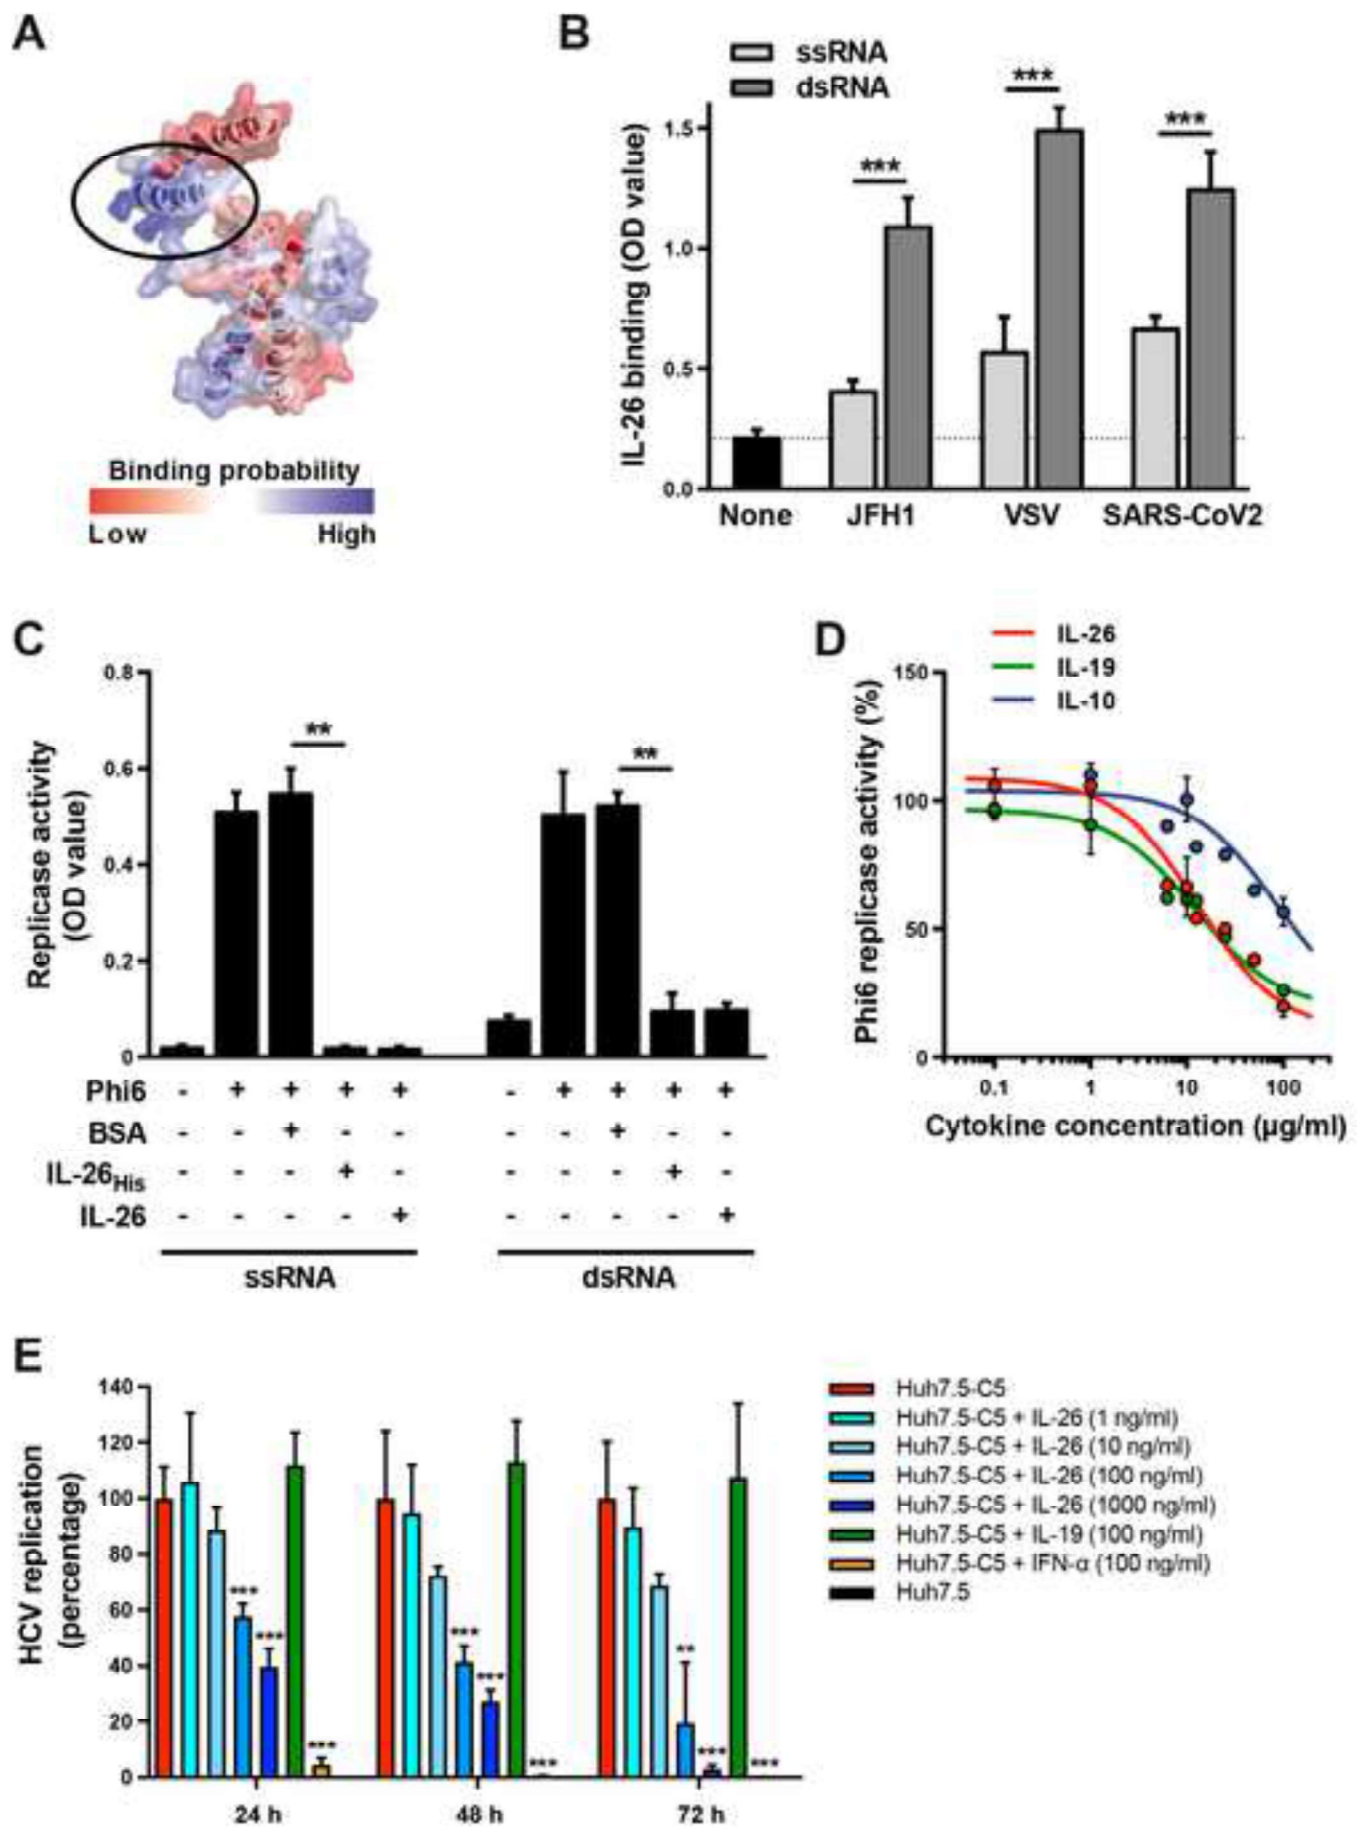 A
Binding probability
Low High
B
ssRNA
dsRNA
IL-26 binding (OD value)
1.5
1.0
0.5
0.0
***
***
***
None JFH1 VSV SARS-CoV2
C
Replicase activity
(OD value)
0.8
0.6
0.4
0.2
0
**
**
Phi6 - + + + + - + + + +
BSA - - + - - - - + - -
IL-26His - - - + - - - - + -
IL-26 - - - - + - - - - +
ssRNA dsRNA
D
IL-26
IL-19
IL-10
Phi6 replicase activity (%)
150
100
50
0
0.1 1 10 100
Cytokine concentration (µg/ml)
E
HCV replication
(percentage)
140
120
100
80
60
40
20
0
*** *** ***
*** *** ***
** *** ***
24 h 48 h 72 h
Huh7.5-C5
Huh7.5-C5 + IL-26 (1 ng/ml)
Huh7.5-C5 + IL-26 (10 ng/ml)
Huh7.5-C5 + IL-26 (100 ng/ml)
Huh7.5-C5 + IL-26 (1000 ng/ml)
Huh7.5-C5 + IL-19 (100 ng/ml)
Huh7.5-C5 + IFN-α (100 ng/ml)
Huh7.5